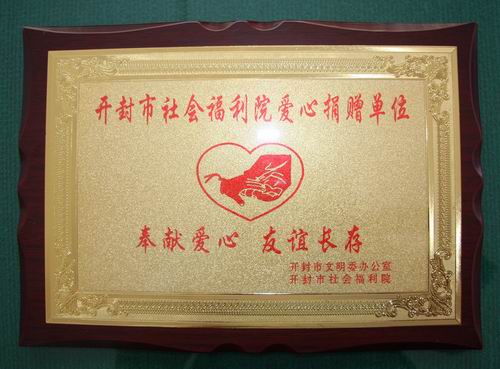 开封市社会福利院爱心捐赠单位
奉献爱心 友谊长存
开封市文明委办公室
开封市社会福利院